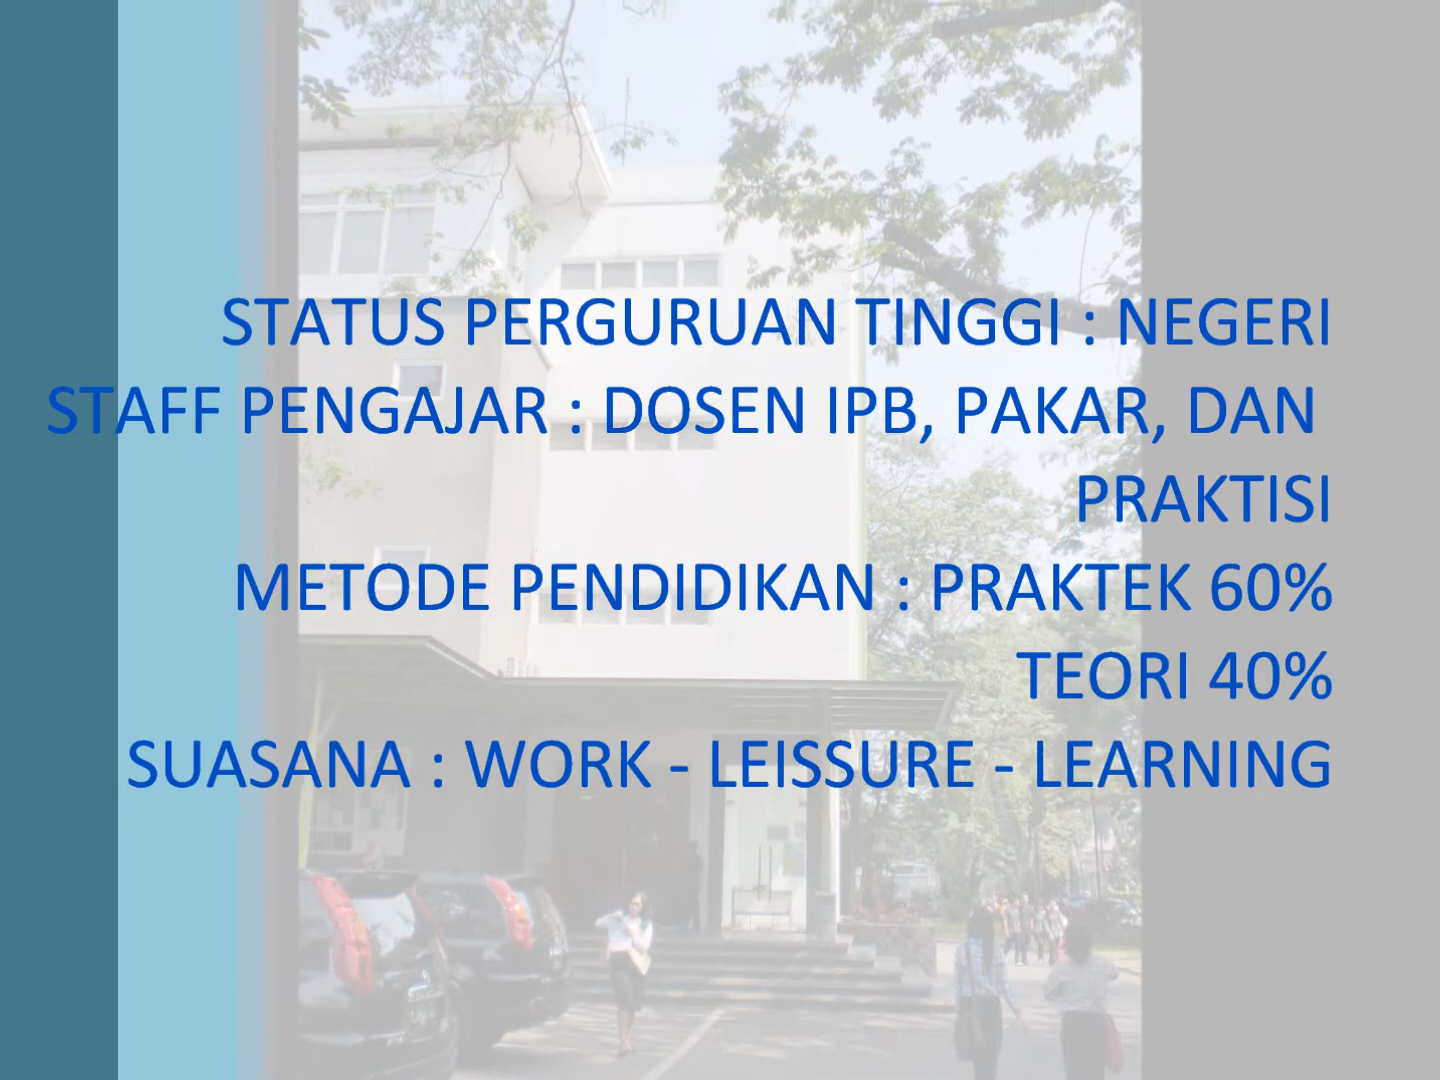 STATUS PERGURUAN TINGGI : NEGERI
STAFF PENGAJAR : DOSEN IPB, PAKAR, DAN
PRAKTISI
METODE PENDIDIKAN : PRAKTEK 60%
TEORI 40%
SUASANA : WORK - LEISSURE - LEARNING